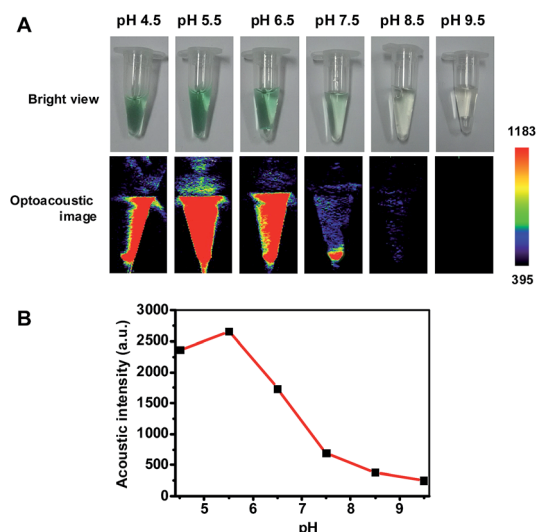 A
pH 4.5 pH 5.5 pH 6.5 pH 7.5 pH 8.5 pH 9.5
Bright view
1183
Optoacoustic
image
395
B
3000
2500
2000
1500
1000
500
0
Acoustic intensity (a.u.)
5 6 7 8 9
pH